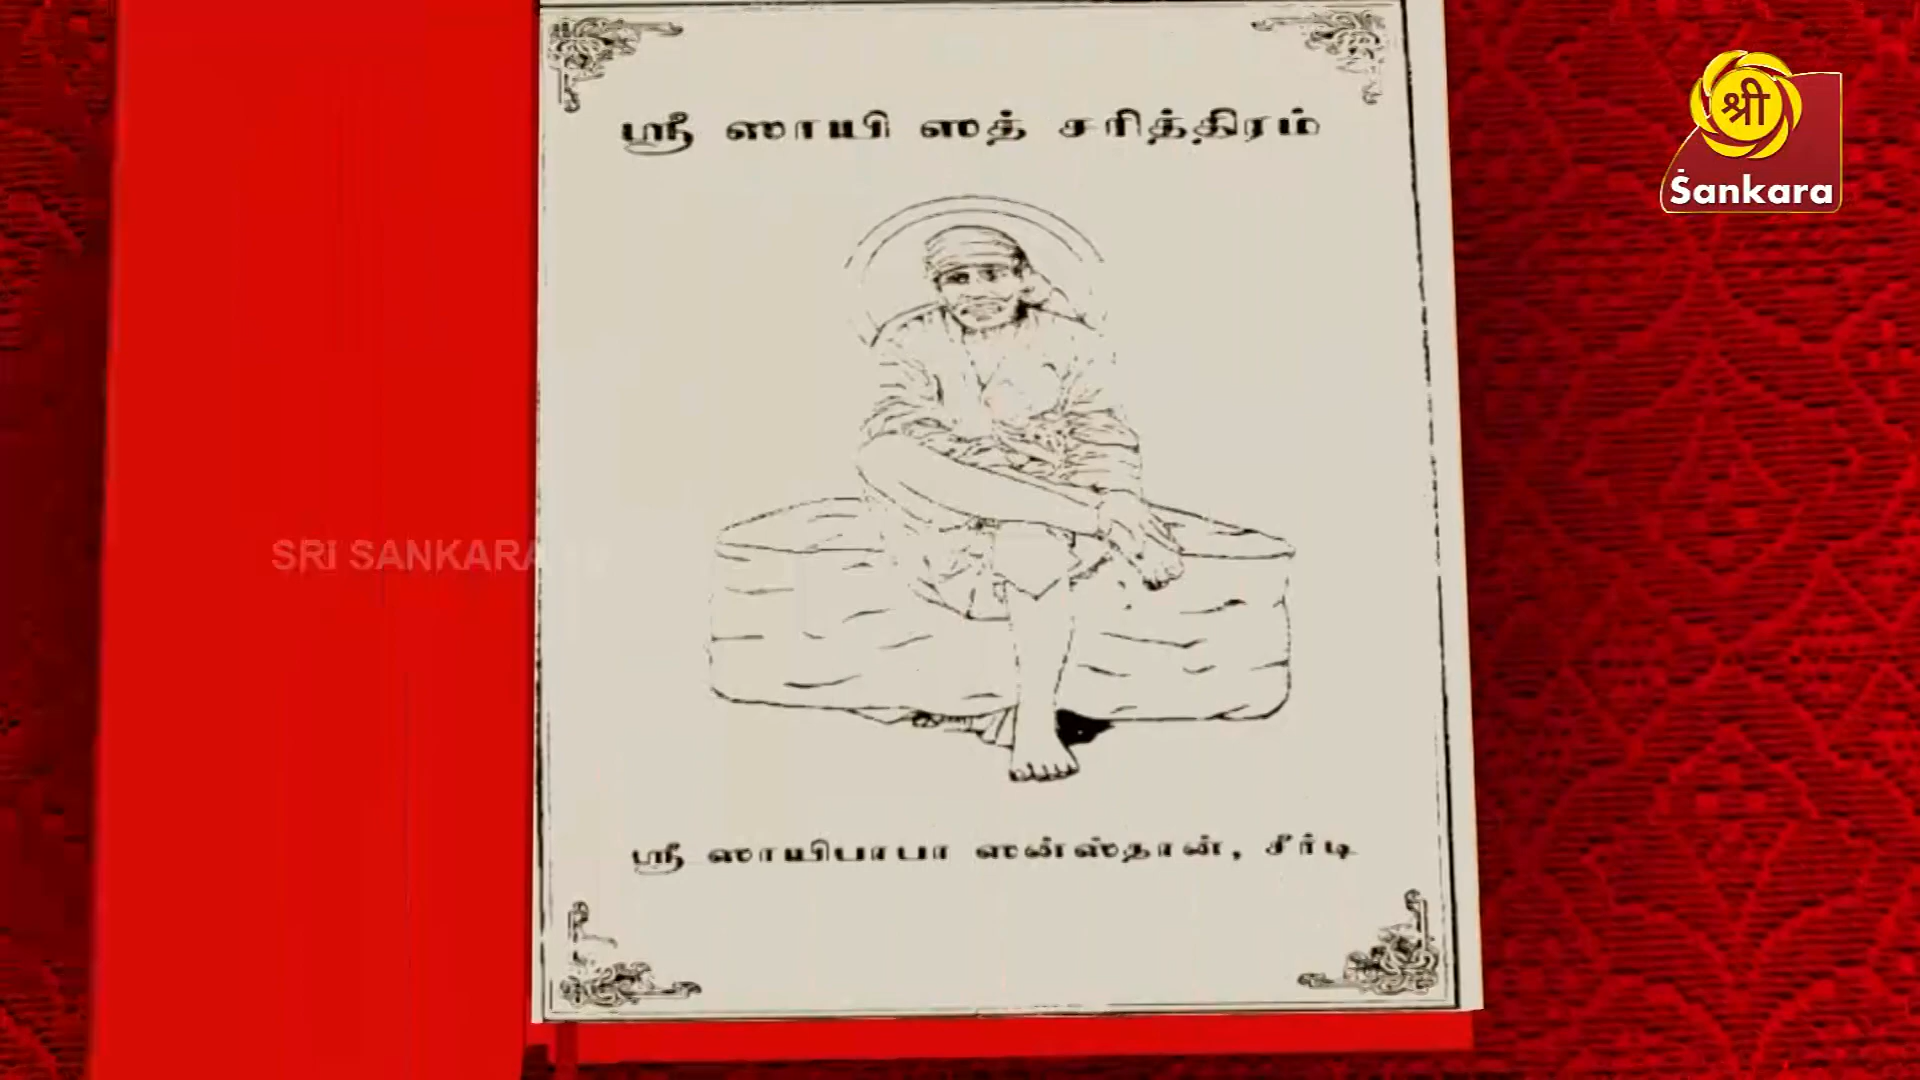 ஸ்ரீ ஸாயி ஸத் சரித்திரம்
श्री
Sankara
SRI SANKARA
ஸ்ரீ ஸாயிபாபா ஸன்ஸ்தான், சீர்டி